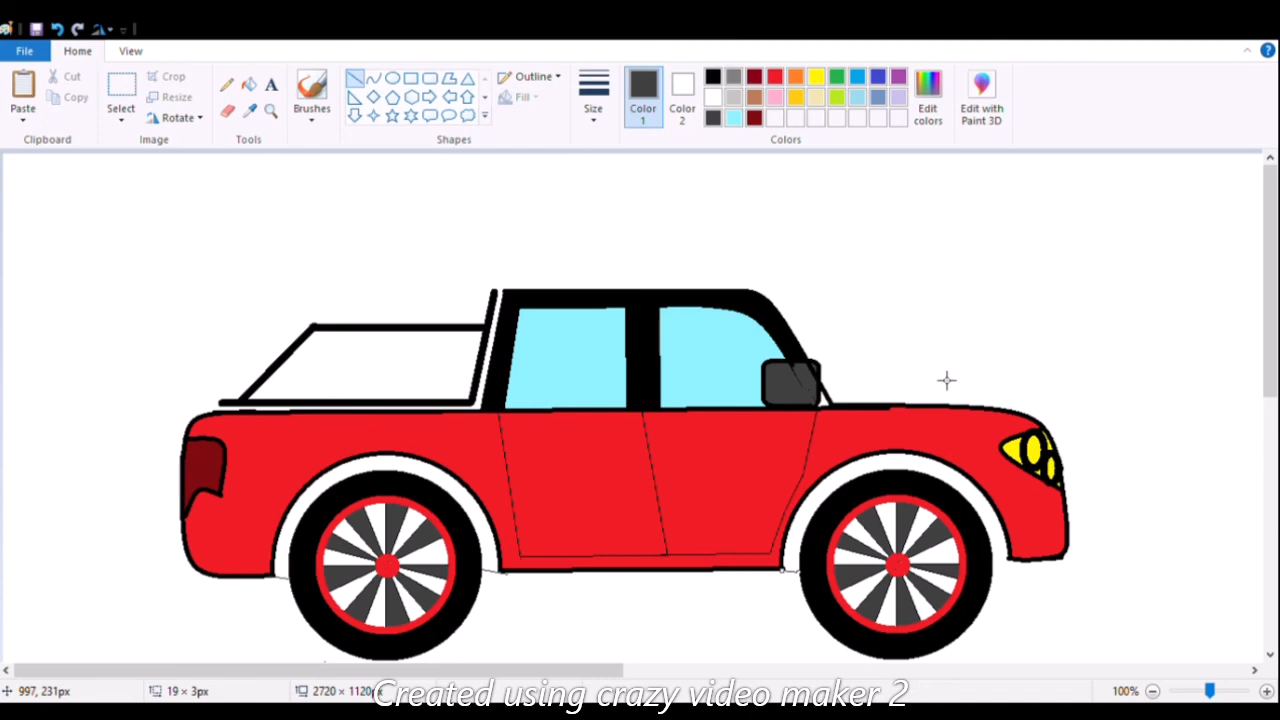 File Home View
Paste
Cut
Copy
Clipboard
Select
Crop
Resize
Rotate
Image
Tools
Brushes
Shapes
Outline
Fill
Size
Color 1
Color 2
Colors
Edit colors
Edit with Paint 3D
997, 231px
19 × 3px
2720 × 1120px
100%
Created using crazy video maker 2